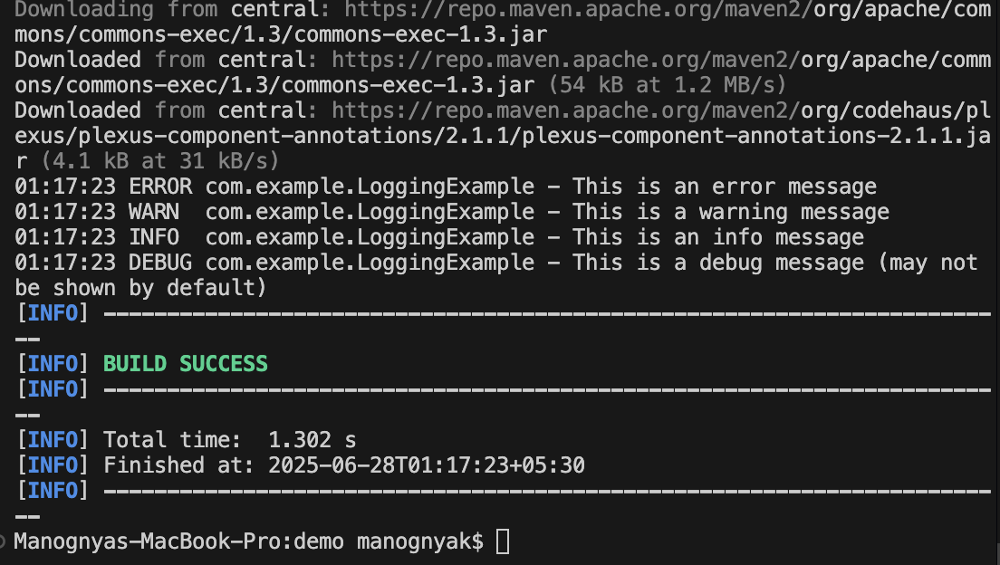 Downloading from central: https://repo.maven.apache.org/maven2/org/apache/com
mons/commons-exec/1.3/commons-exec-1.3.jar
Downloaded from central: https://repo.maven.apache.org/maven2/org/apache/comm
ons/commons-exec/1.3/commons-exec-1.3.jar (54 kB at 1.2 MB/s)
Downloaded from central: https://repo.maven.apache.org/maven2/org/codehaus/pl
exus/plexus-component-annotations/2.1.1/plexus-component-annotations-2.1.1.ja
r (4.1 kB at 31 kB/s)
01:17:23 ERROR com.example.LoggingExample - This is an error message
01:17:23 WARN  com.example.LoggingExample - This is a warning message
01:17:23 INFO  com.example.LoggingExample - This is an info message
01:17:23 DEBUG com.example.LoggingExample - This is a debug message (may not
be shown by default)
[INFO] ----------------------------------------------------------------------
--
[INFO] BUILD SUCCESS
[INFO] ----------------------------------------------------------------------
--
[INFO] Total time:  1.302 s
[INFO] Finished at: 2025-06-28T01:17:23+05:30
[INFO] ----------------------------------------------------------------------
--
Manognyas-MacBook-Pro:demo manognyak$